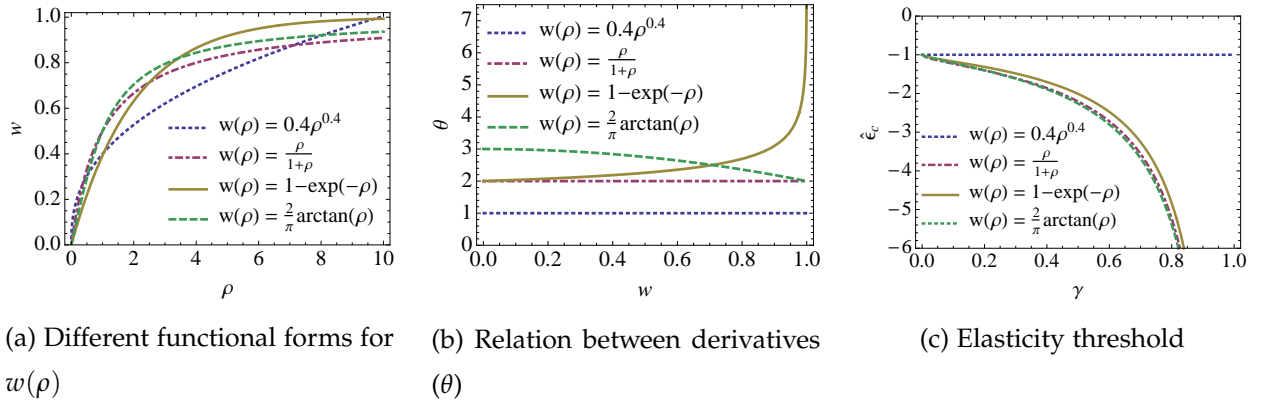 1.0
0.8
0.6
0.4
0.2
0.0
w
w(ρ) = 0.4ρ^0.4
w(ρ) = ρ/(1+ρ)
w(ρ) = 1−exp(−ρ)
w(ρ) = 2/π arctan(ρ)
0 2 4 6 8 10
ρ
(a) Different functional forms for
w(ρ)
7
6
5
4
3
2
1
0
θ
w(ρ) = 0.4ρ^0.4
w(ρ) = ρ/(1+ρ)
w(ρ) = 1−exp(−ρ)
w(ρ) = 2/π arctan(ρ)
0.0 0.2 0.4 0.6 0.8 1.0
w
(b) Relation between derivatives
(θ)
0
−1
−2
−3
−4
−5
−6
ϵ̂_c
w(ρ) = 0.4ρ^0.4
w(ρ) = ρ/(1+ρ)
w(ρ) = 1−exp(−ρ)
w(ρ) = 2/π arctan(ρ)
0.0 0.2 0.4 0.6 0.8 1.0
γ
(c) Elasticity threshold